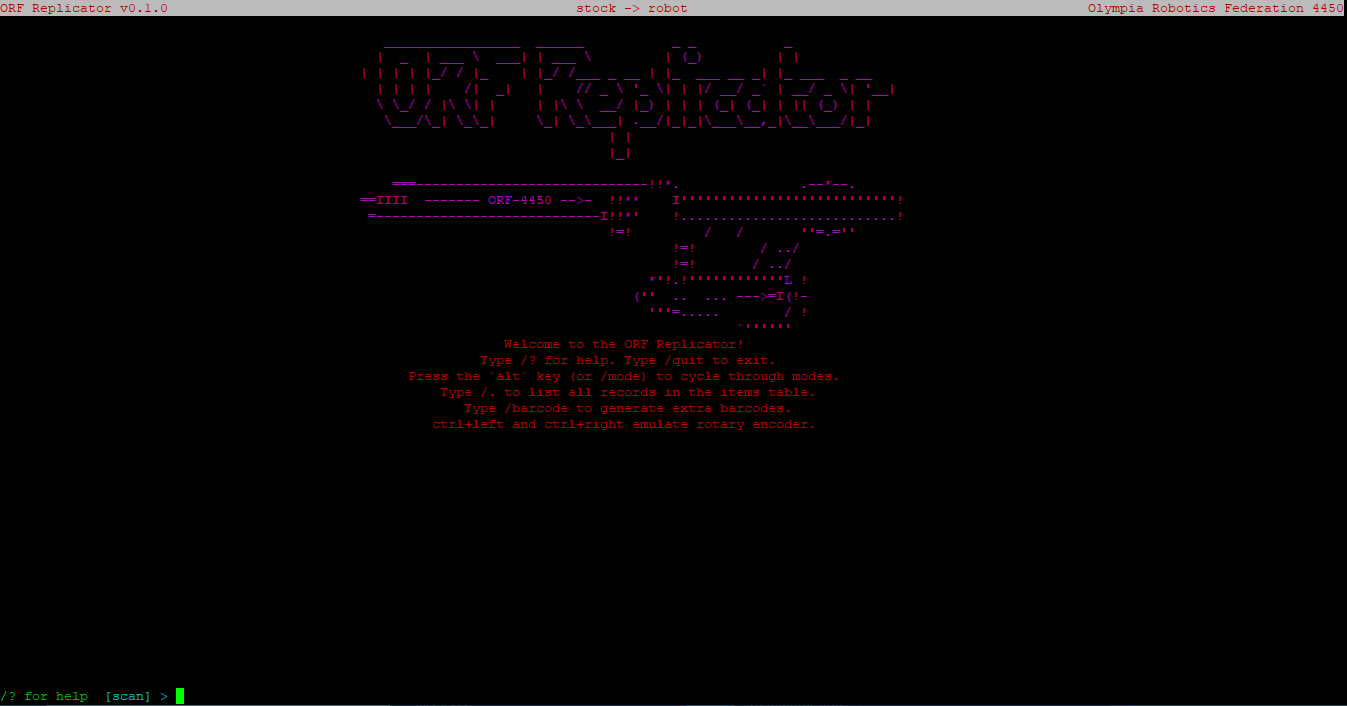 ORF Replicator v0.1.0 stock -> robot Olympia Robotics Federation 4450
ORF Replicator
ORF-4450
Welcome to the ORF Replicator!
Type /? for help. Type /quit to exit.
Press the `alt` key (or /mode) to cycle through modes.
Type /. to list all records in the items table.
Type /barcode to generate extra barcodes.
ctrl+left and ctrl+right emulate rotary encoder.
/? for help [scan] >